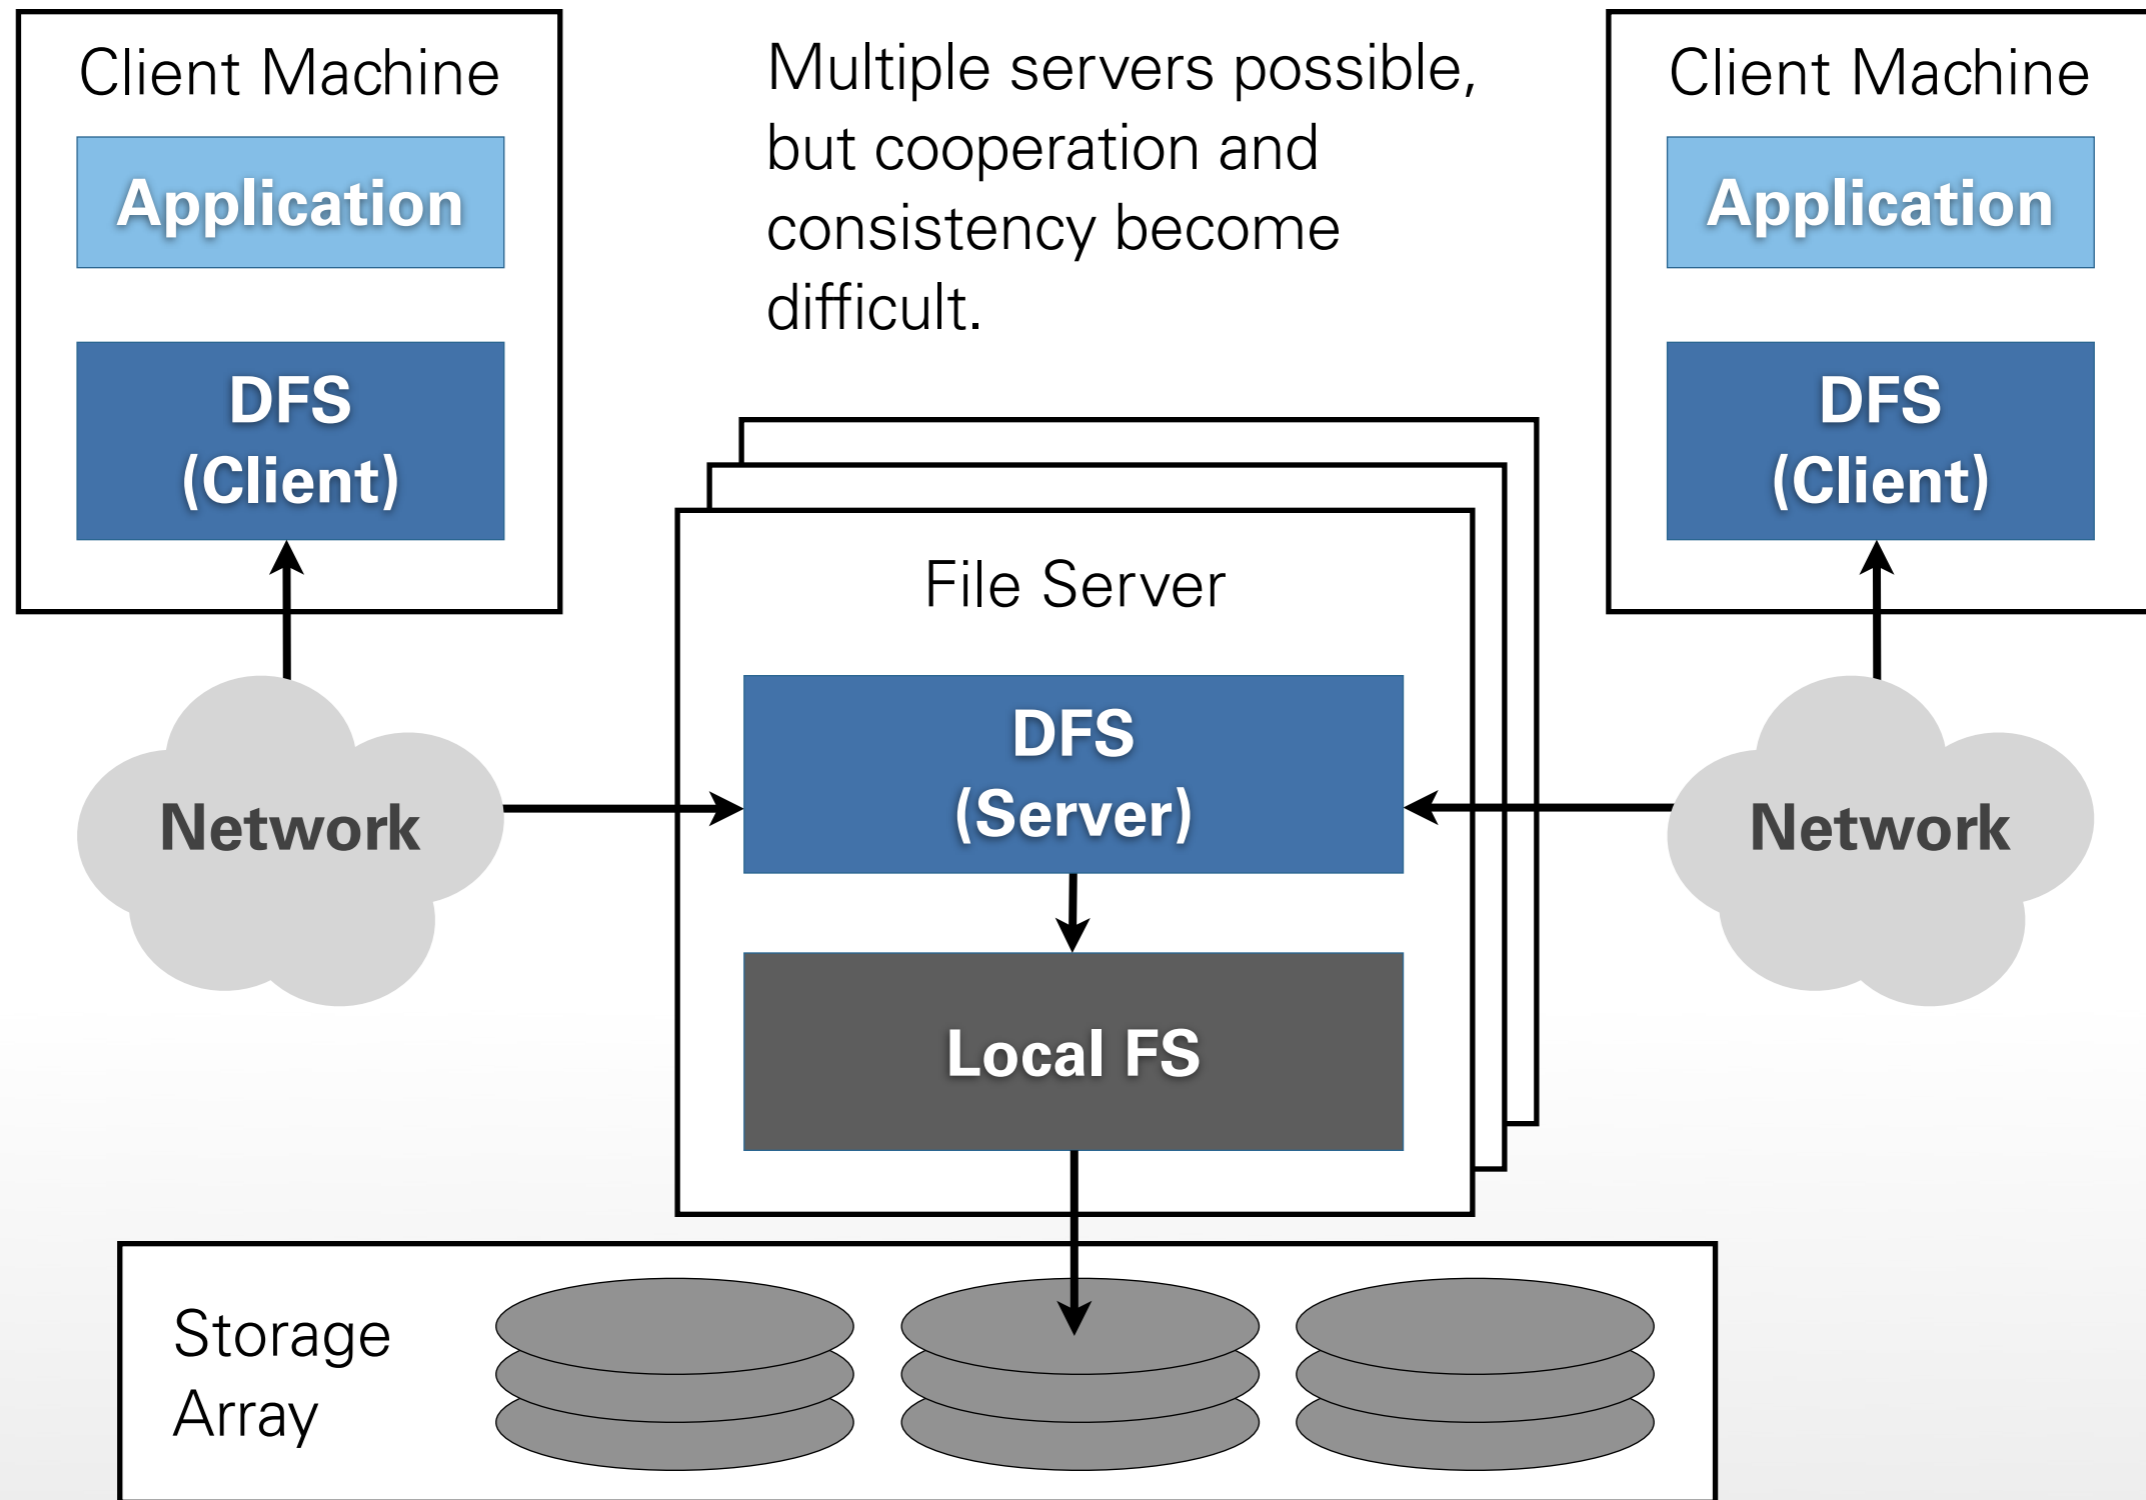 Client Machine
Application
DFS
(Client)
Network
Multiple servers possible,
but cooperation and
consistency become
difficult.
File Server
DFS
(Server)
Local FS
Client Machine
Application
DFS
(Client)
Network
Storage
Array